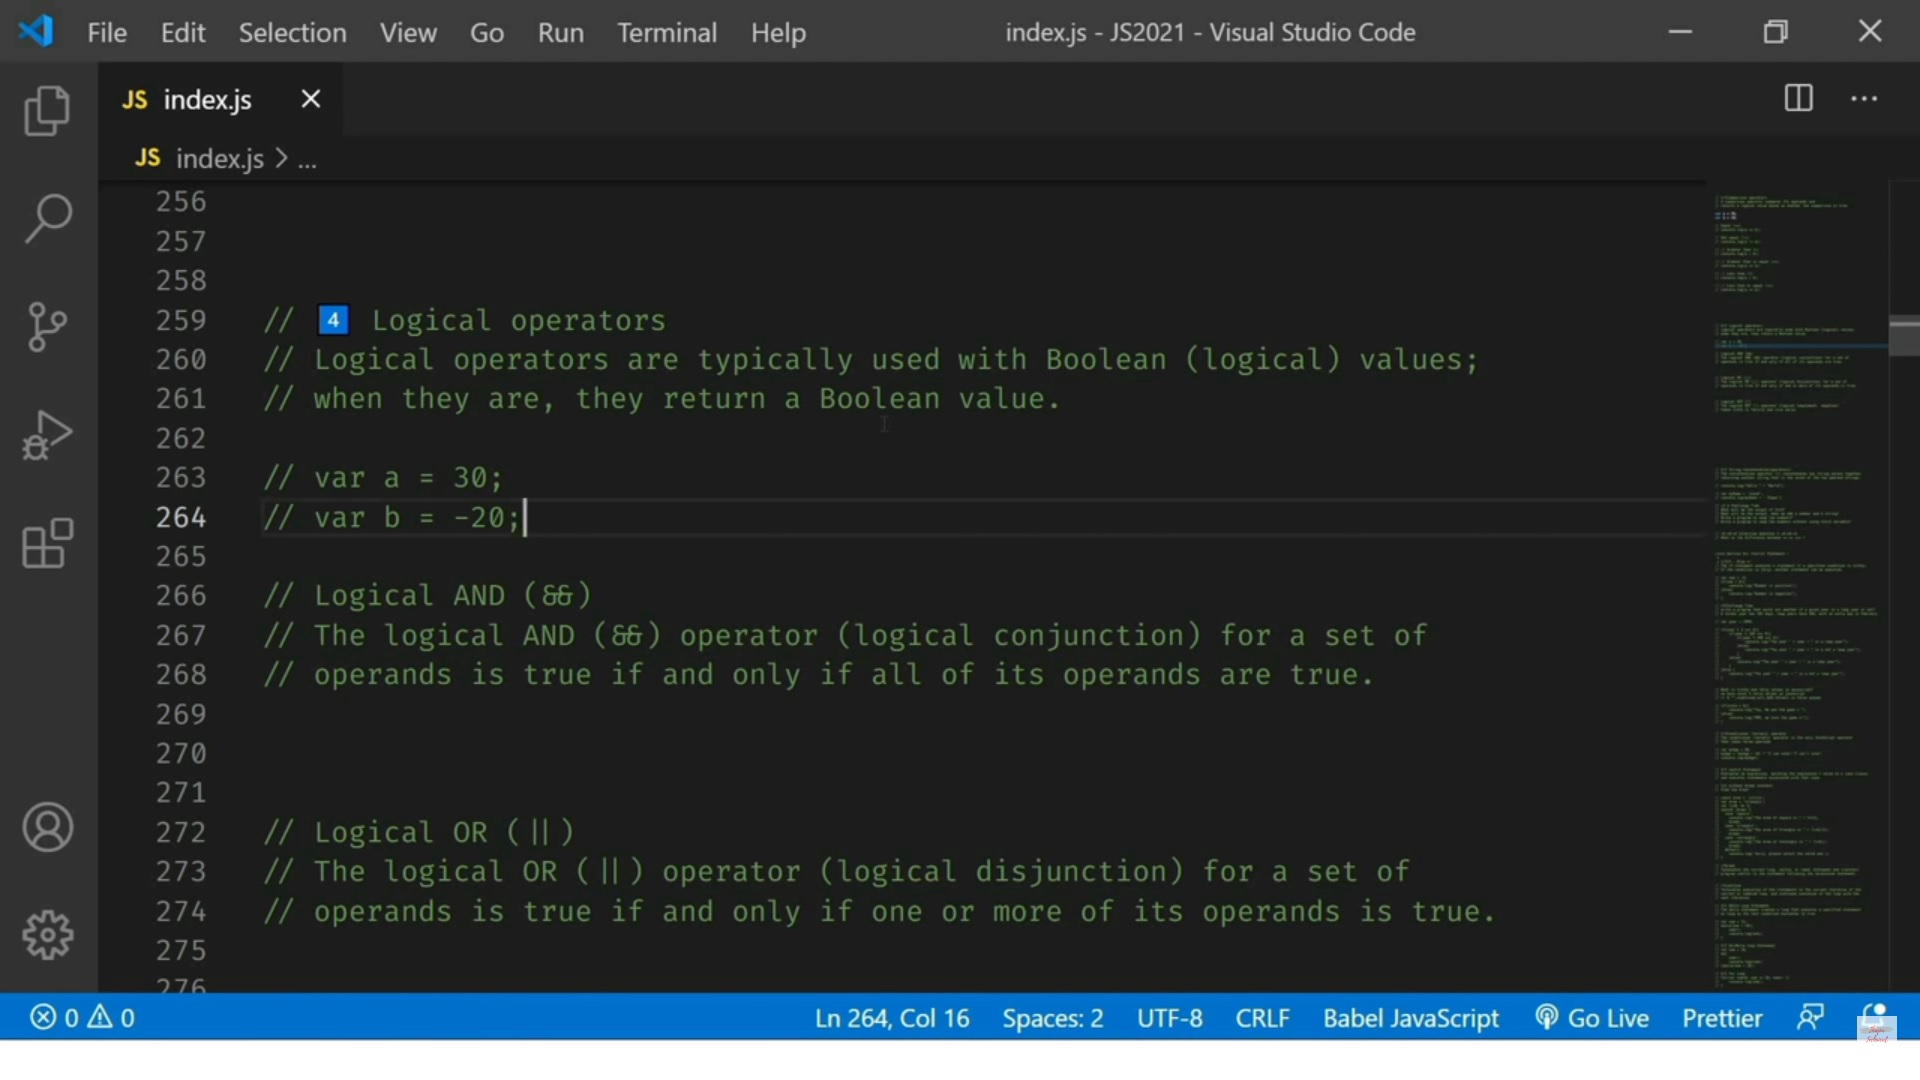 File Edit Selection View Go Run Terminal Help index.js - JS2021 - Visual Studio Code
JS index.js
JS index.js > ...
256
257
258
259 // 4 Logical operators
260 // Logical operators are typically used with Boolean (logical) values;
261 // when they are, they return a Boolean value.
262
263 // var a = 30;
264 // var b = -20;
265
266 // Logical AND (&&)
267 // The logical AND (&&) operator (logical conjunction) for a set of
268 // operands is true if and only if all of its operands are true.
269
270
271
272 // Logical OR (||)
273 // The logical OR (||) operator (logical disjunction) for a set of
274 // operands is true if and only if one or more of its operands is true.
275
276
0 0 Ln 264, Col 16 Spaces: 2 UTF-8 CRLF Babel JavaScript Go Live Prettier